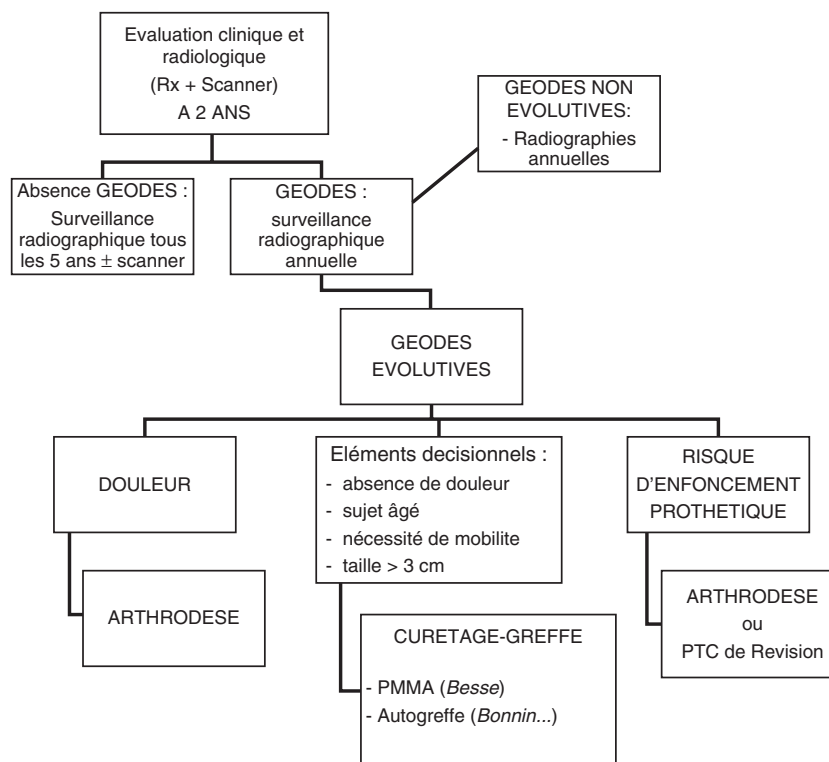 Evaluation clinique et
radiologique
(Rx + Scanner)
A 2 ANS
GEODES NON
EVOLUTIVES:
- Radiographies
annuelles
Absence GEODES :
Surveillance
radiographique tous
les 5 ans ± scanner
GEODES :
surveillance
radiographique
annuelle
GEODES
EVOLUTIVES
DOULEUR
Eléments decisionnels :
- absence de douleur
- sujet âgé
- nécessité de mobilite
- taille > 3 cm
RISQUE
D'ENFONCEMENT
PROTHETIQUE
ARTHRODESE
CURETAGE-GREFFE
- PMMA (Besse)
- Autogreffe (Bonnin...)
ARTHRODESE
ou
PTC de Revision